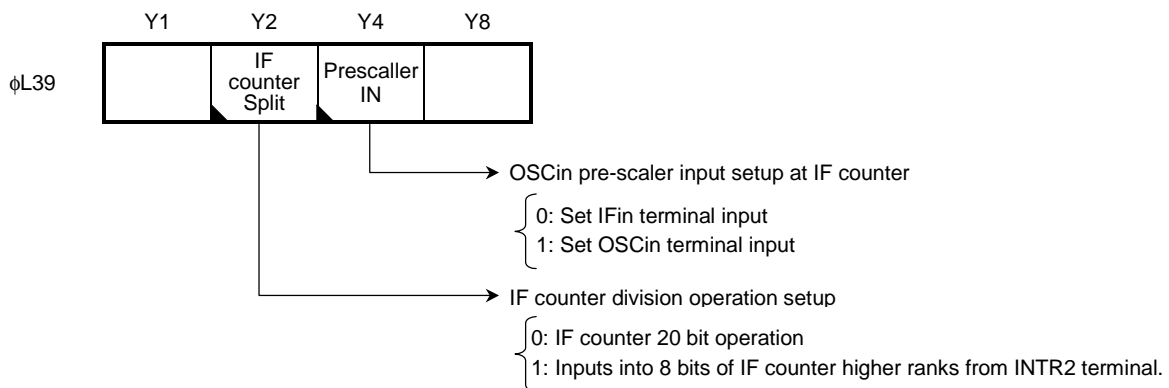 Y1 Y2 Y4 Y8
ϕL39
IF
counter
Split
Prescaller
IN
OSCin pre-scaler input setup at IF counter
0: Set IFin terminal input
1: Set OSCin terminal input
IF counter division operation setup
0: IF counter 20 bit operation
1: Inputs into 8 bits of IF counter higher ranks from INTR2 terminal.